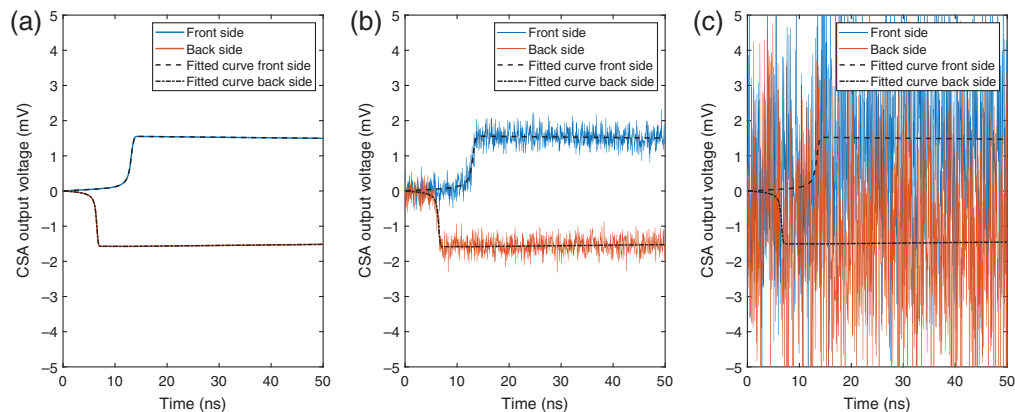 (a)
5
4
3
2
1
0
–1
–2
–3
–4
–5
CSA output voltage (mV)
Front side
Back side
Fitted curve front side
Fitted curve back side
0 10 20 30 40 50
Time (ns)
(b)
5
4
3
2
1
0
–1
–2
–3
–4
–5
CSA output voltage (mV)
Front side
Back side
Fitted curve front side
Fitted curve back side
0 10 20 30 40 50
Time (ns)
(c)
5
4
3
2
1
0
–1
–2
–3
–4
–5
CSA output voltage (mV)
Front side
Back side
Fitted curve front side
Fitted curve back side
0 10 20 30 40 50
Time (ns)